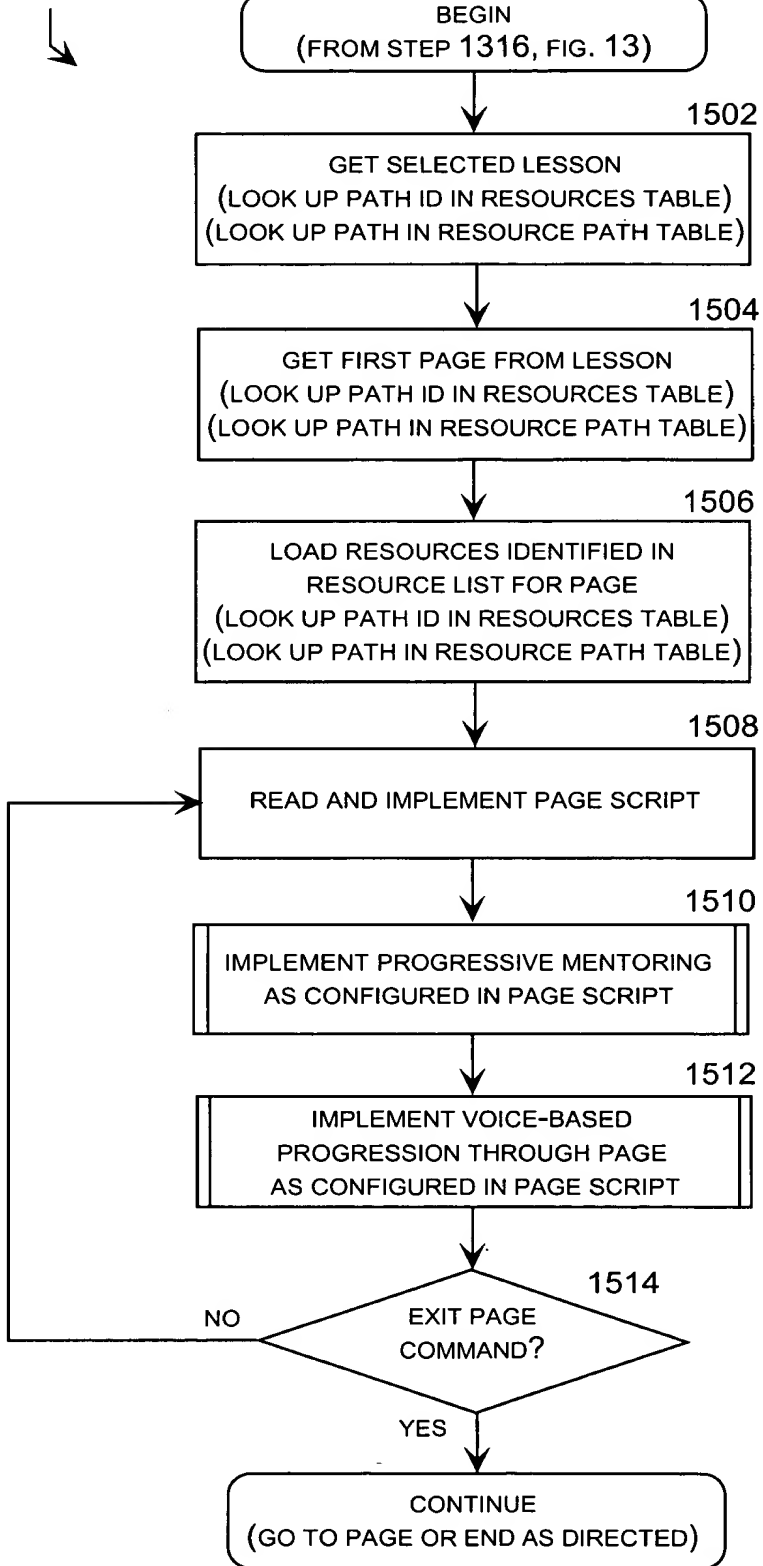 BEGIN
(FROM STEP 1316, FIG. 13)
1502
GET SELECTED LESSON
(LOOK UP PATH ID IN RESOURCES TABLE)
(LOOK UP PATH IN RESOURCE PATH TABLE)
1504
GET FIRST PAGE FROM LESSON
(LOOK UP PATH ID IN RESOURCES TABLE)
(LOOK UP PATH IN RESOURCE PATH TABLE)
1506
LOAD RESOURCES IDENTIFIED IN
RESOURCE LIST FOR PAGE
(LOOK UP PATH ID IN RESOURCES TABLE)
(LOOK UP PATH IN RESOURCE PATH TABLE)
1508
READ AND IMPLEMENT PAGE SCRIPT
1510
IMPLEMENT PROGRESSIVE MENTORING
AS CONFIGURED IN PAGE SCRIPT
1512
IMPLEMENT VOICE-BASED
PROGRESSION THROUGH PAGE
AS CONFIGURED IN PAGE SCRIPT
1514
NO
EXIT PAGE
COMMAND?
YES
CONTINUE
(GO TO PAGE OR END AS DIRECTED)